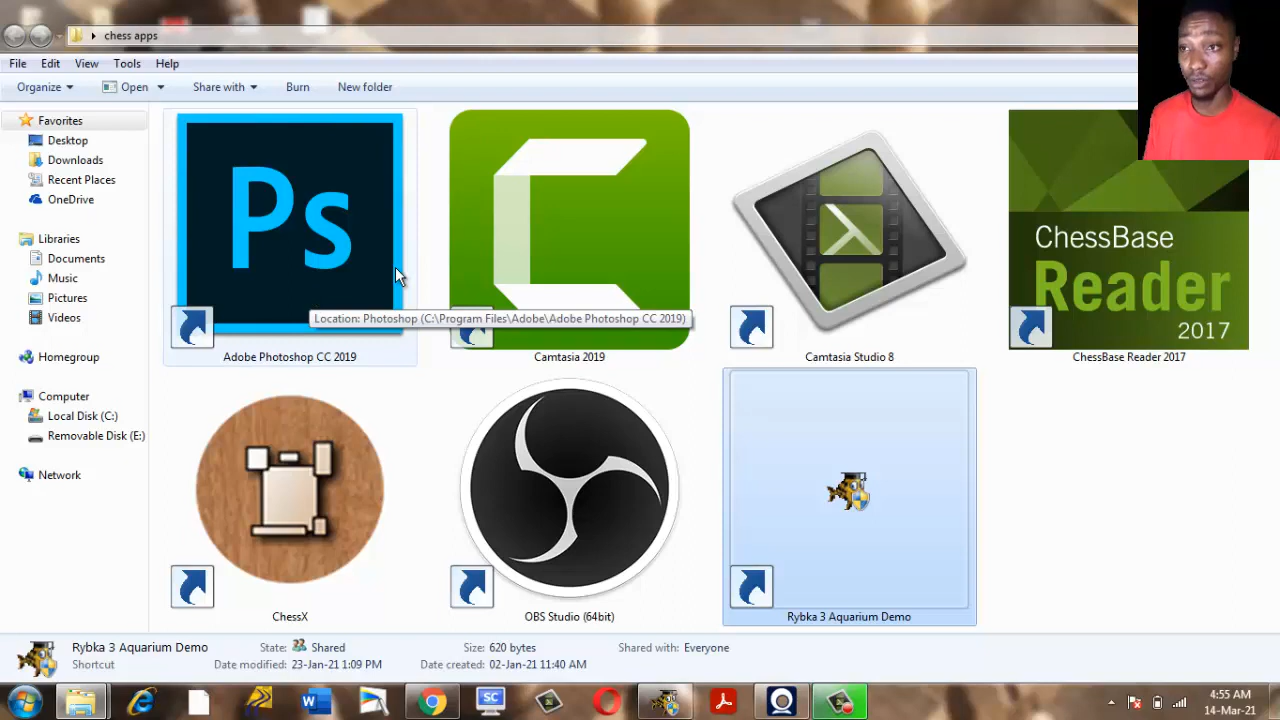 chess apps
File Edit View Tools Help
Organize Open Share with Burn New folder
Favorites
Desktop
Downloads
Recent Places
OneDrive
Libraries
Documents
Music
Pictures
Videos
Homegroup
Computer
Local Disk (C:)
Removable Disk (E:)
Network
Ps
ChessBase
Reader
2017
Location: Photoshop (C:\Program Files\Adobe\Adobe Photoshop CC 2019)
Adobe Photoshop CC 2019
Camtasia 2019
Camtasia Studio 8
ChessBase Reader 2017
ChessX
OBS Studio (64bit)
Rybka 3 Aquarium Demo
Rybka 3 Aquarium Demo State: Shared Size: 620 bytes Shared with: Everyone
Shortcut Date modified: 23-Jan-21 1:09 PM Date created: 02-Jan-21 11:40 AM
SC
4:55 AM
14-Mar-21